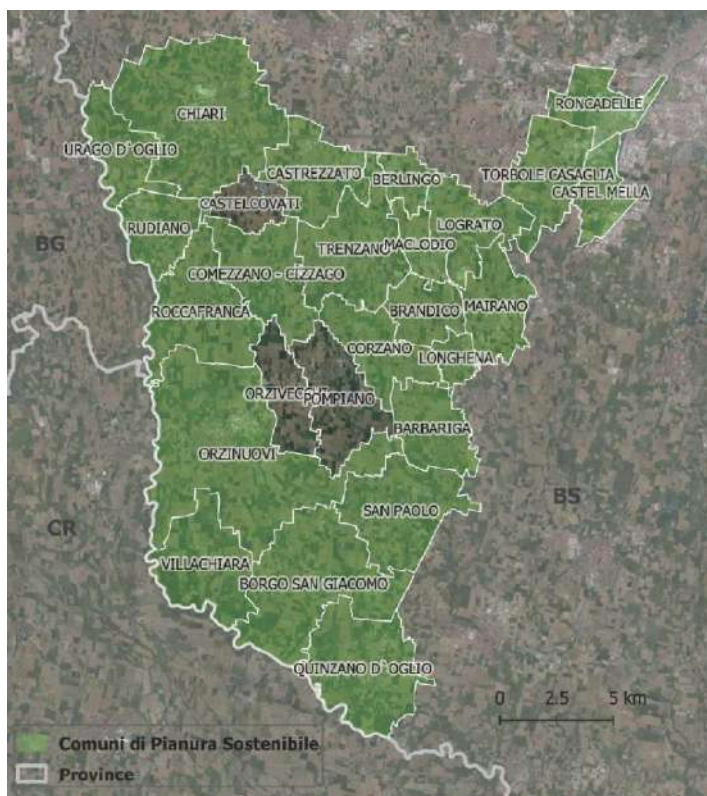 RONCADELLE
CHIARI
URAGO D`OGLIO
CASTREZZATO
BERLINGO
TORBOLE CASAGLIA
CASTEL MELLA
CASTELCOVATI
RUDIANO
LOGRATO
TRENZANO
MACLODIO
BG
COMEZZANO - CIZZAGO
ROCCAFRANCA
BRANDICO
MAIRANO
CORZANO
LONGHENA
ORZIVECCHI
POMPIANO
BARBARIGA
ORZINUOVI
BS
SAN PAOLO
CR
VILLACHIARA
BORGO SAN GIACOMO
QUINZANO D`OGLIO
0 2.5 5 km
Comuni di Pianura Sostenibile
Province